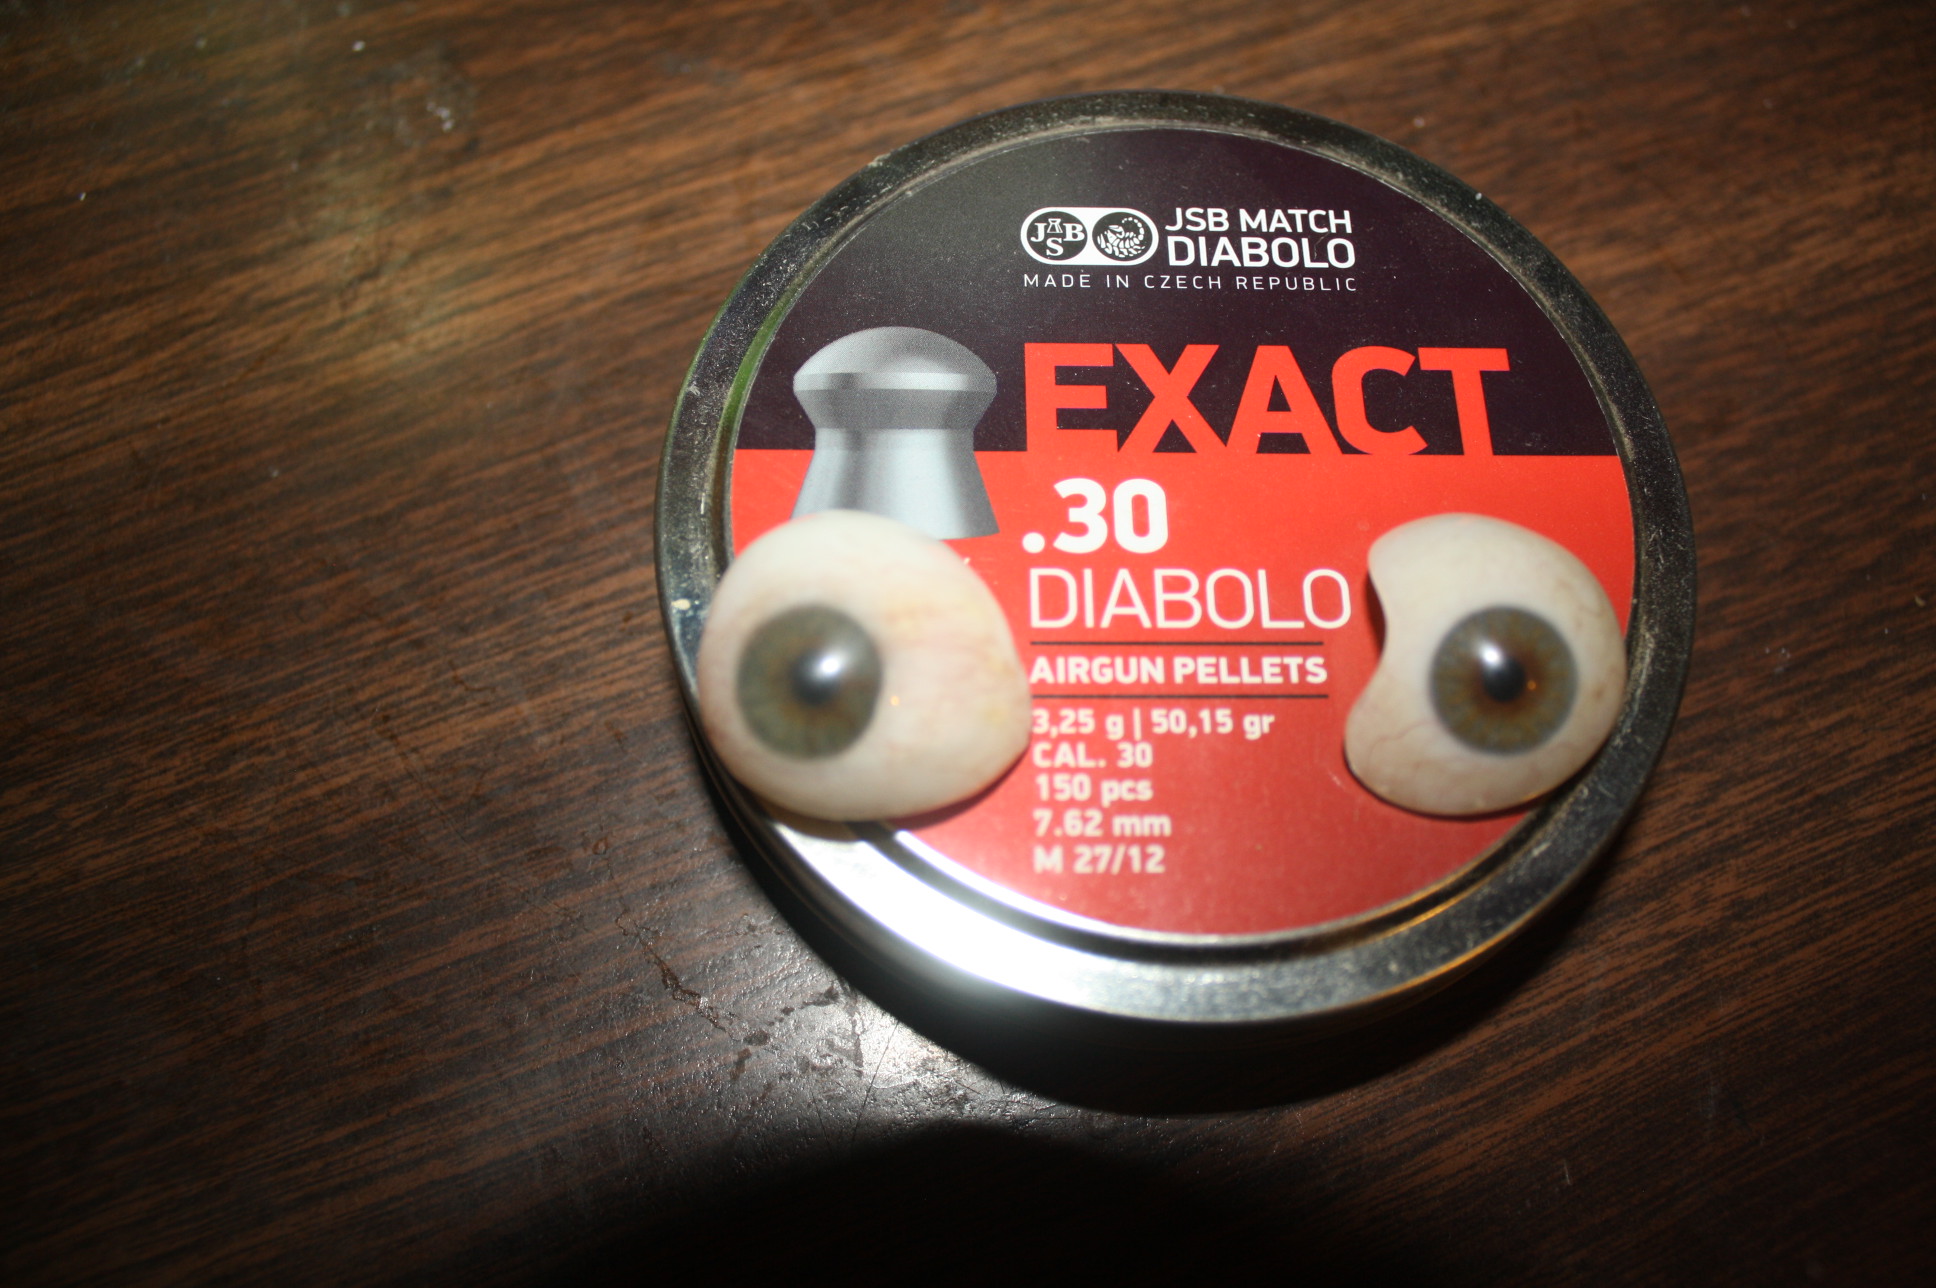 JSB
JSB MATCH
DIABOLO
MADE IN CZECH REPUBLIC
EXACT
.30
DIABOLO
AIRGUN PELLETS
3,25 g | 50,15 gr
CAL. 30
150 pcs
7.62 mm
M 27/12